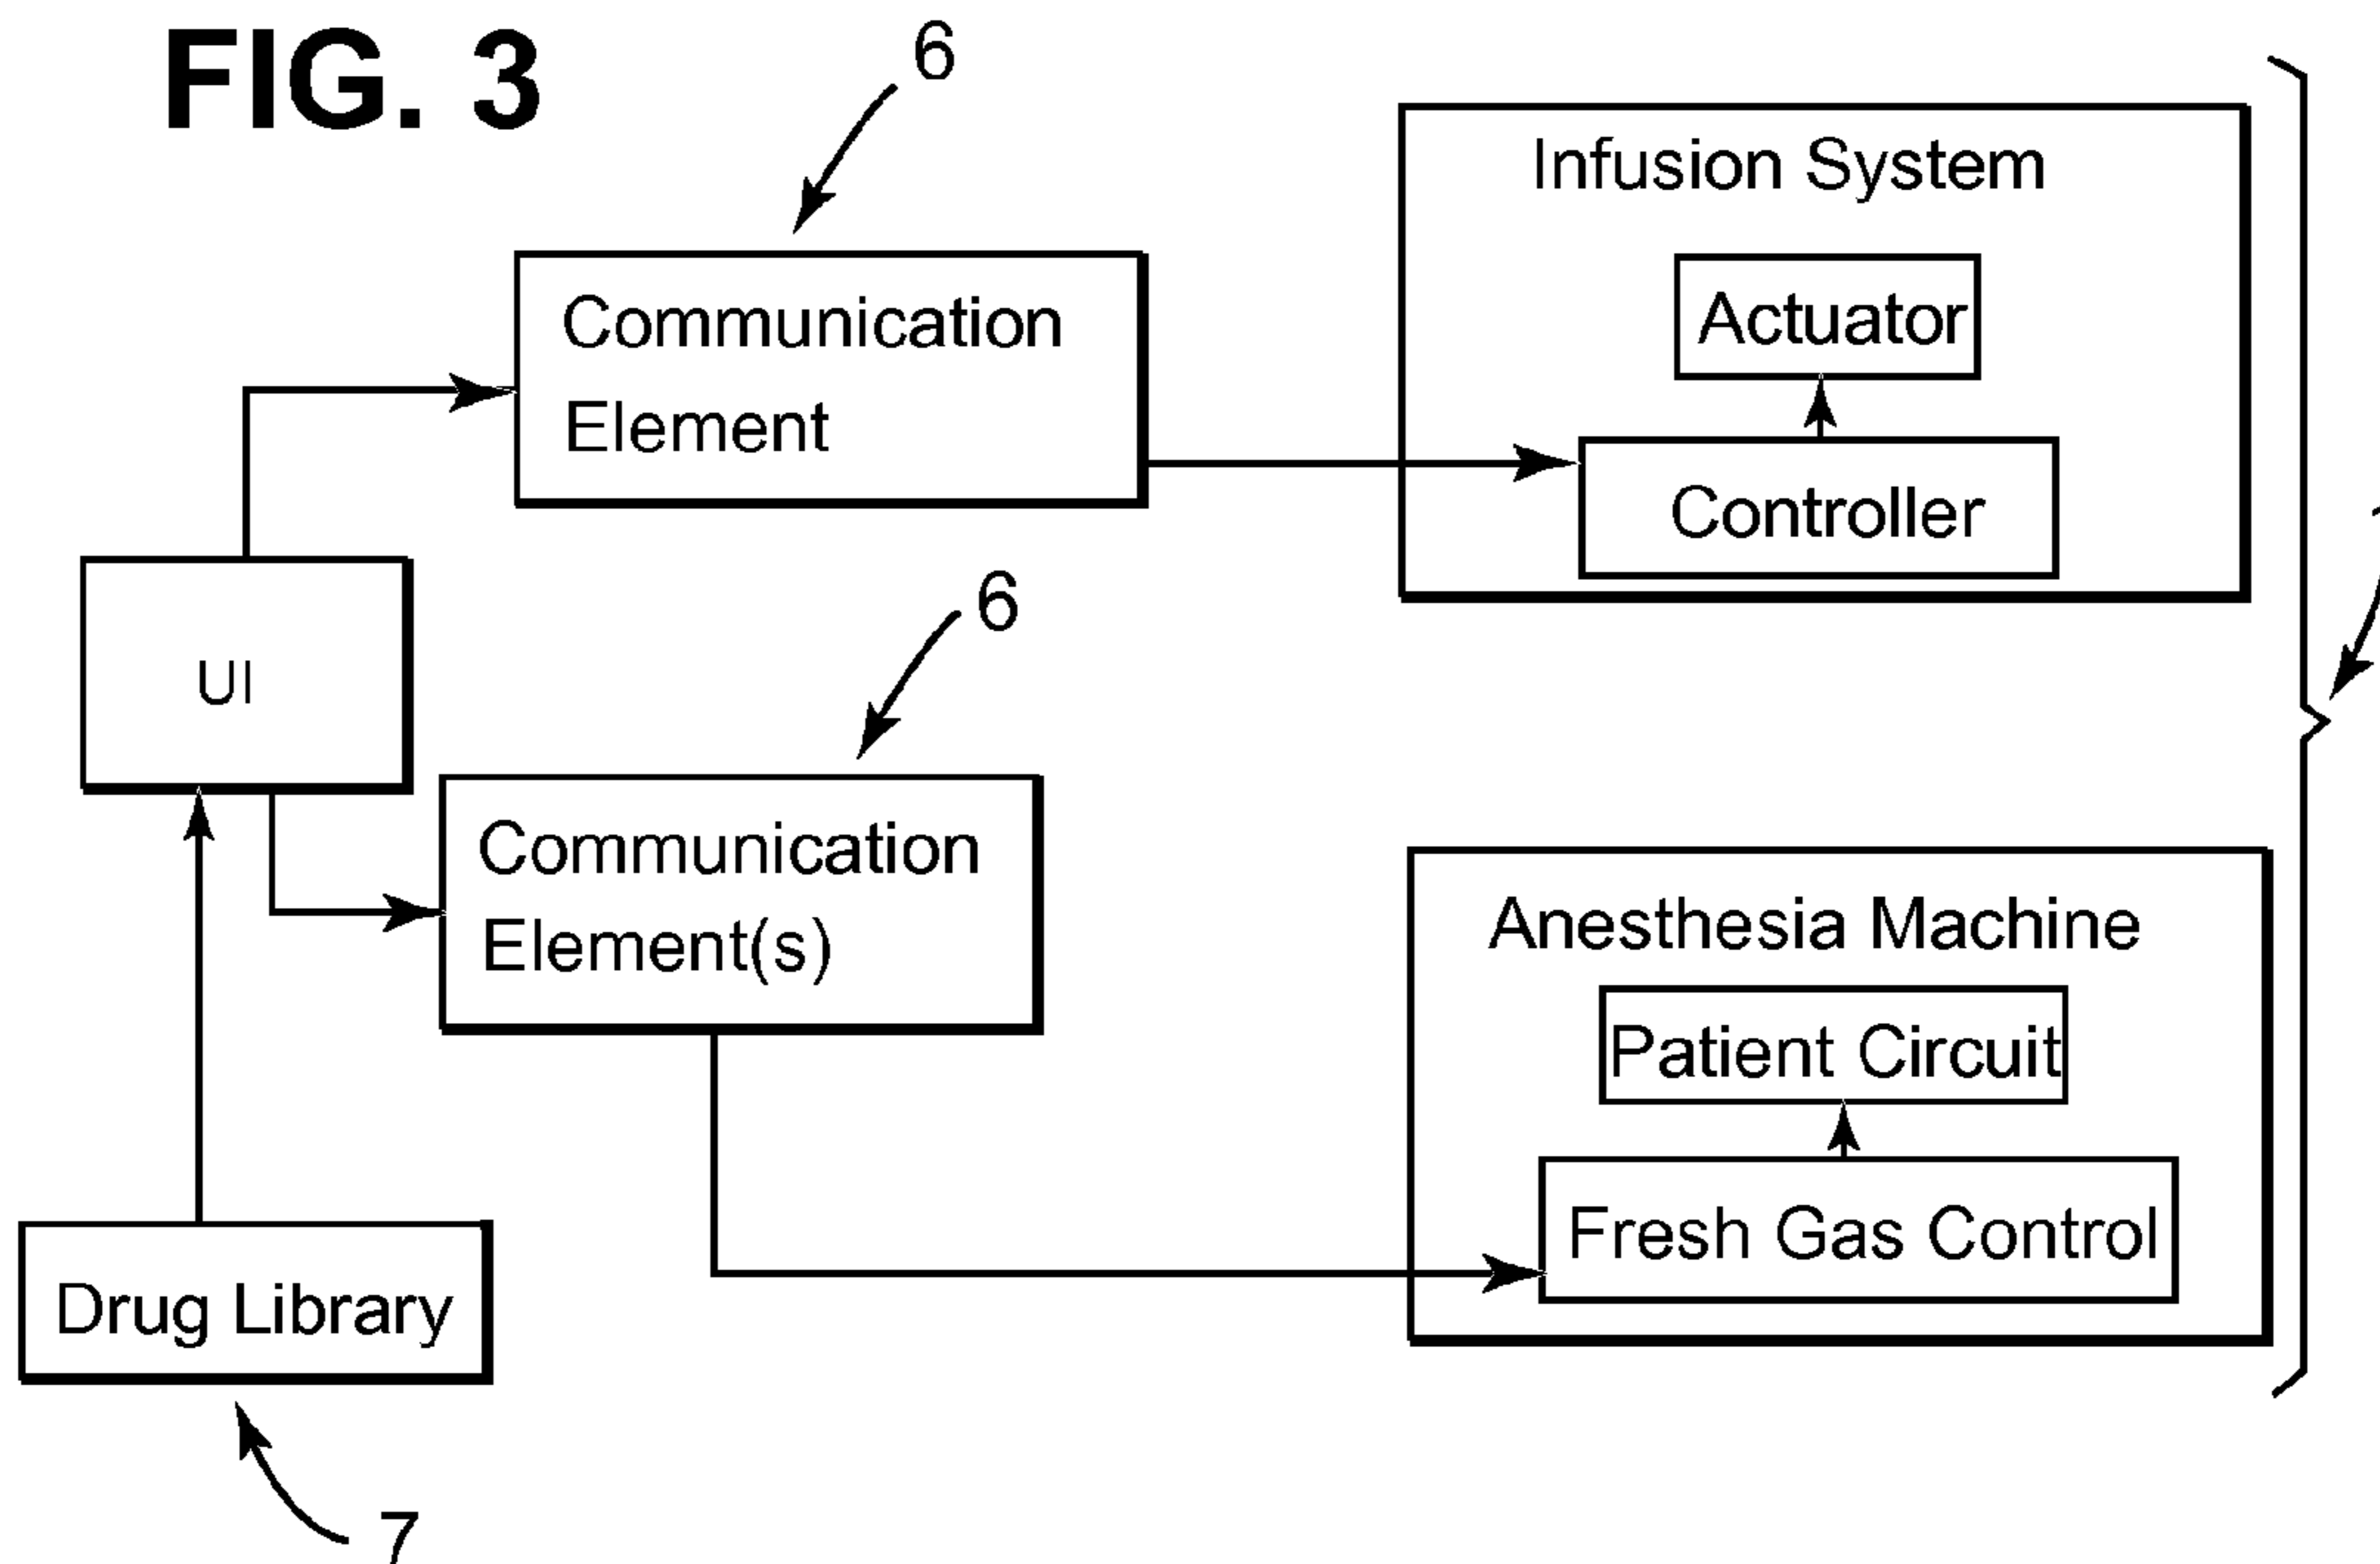 FIG. 3
6
Infusion System
Actuator
Controller
Communication
Element
UI
6
Communication
Element(s)
Anesthesia Machine
Patient Circuit
Fresh Gas Control
Drug Library
7